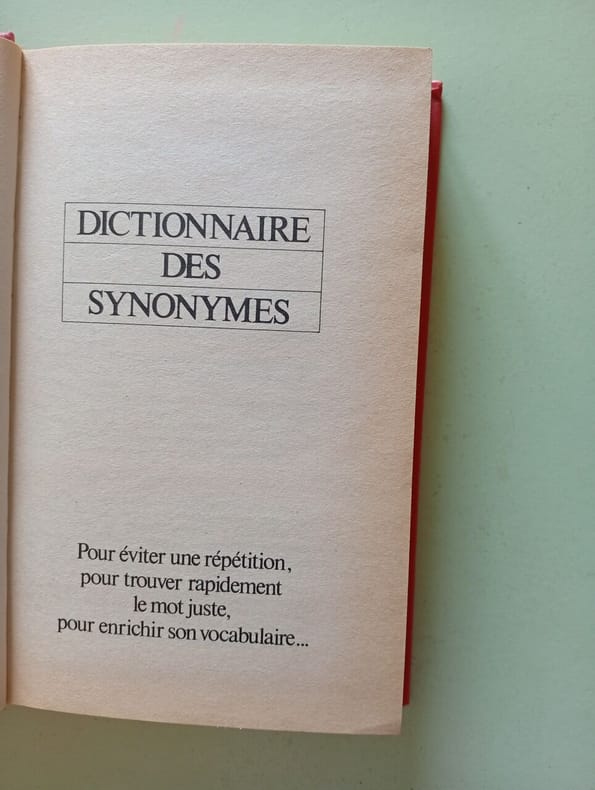 DICTIONNAIRE
DES
SYNONYMES
Pour éviter une répétition,
pour trouver rapidement
le mot juste,
pour enrichir son vocabulaire...